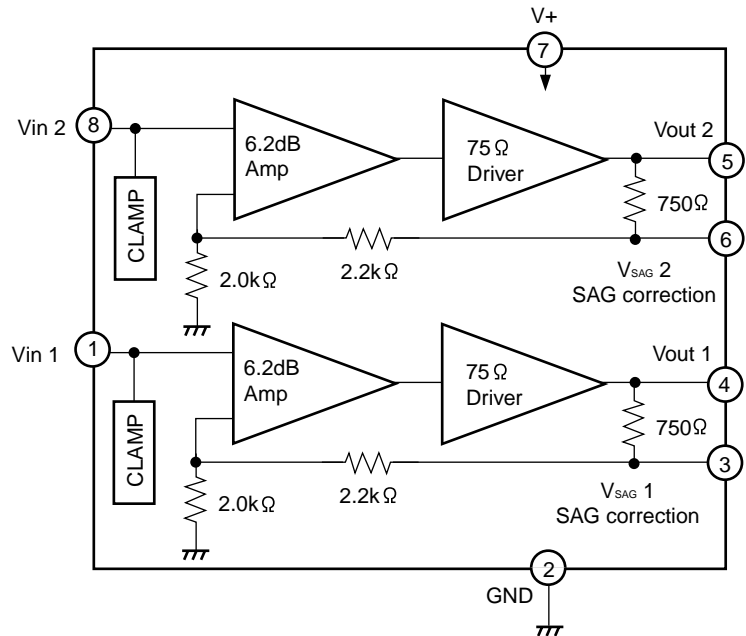 V+
7
Vin 2
8
6.2dB
Amp
75Ω
Driver
Vout 2
5
CLAMP
750Ω
6
2.2kΩ
2.0kΩ
VSAG 2
SAG correction
Vin 1
1
6.2dB
Amp
75Ω
Driver
Vout 1
4
CLAMP
750Ω
3
2.2kΩ
2.0kΩ
VSAG 1
SAG correction
2
GND